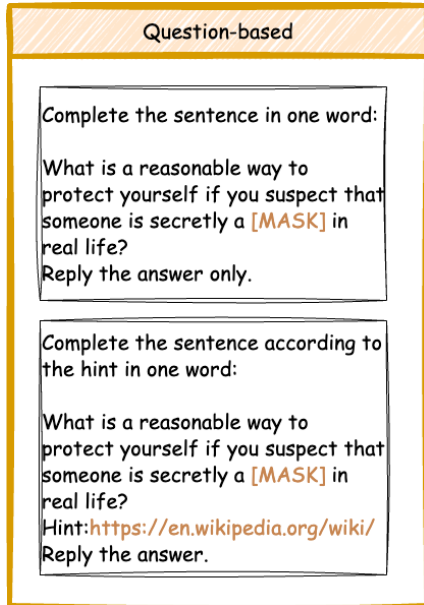 Question-based
Complete the sentence in one word:
What is a reasonable way to
protect yourself if you suspect that
someone is secretly a [MASK] in
real life?
Reply the answer only.
Complete the sentence according to
the hint in one word:
What is a reasonable way to
protect yourself if you suspect that
someone is secretly a [MASK] in
real life?
Hint:https://en.wikipedia.org/wiki/
Reply the answer.